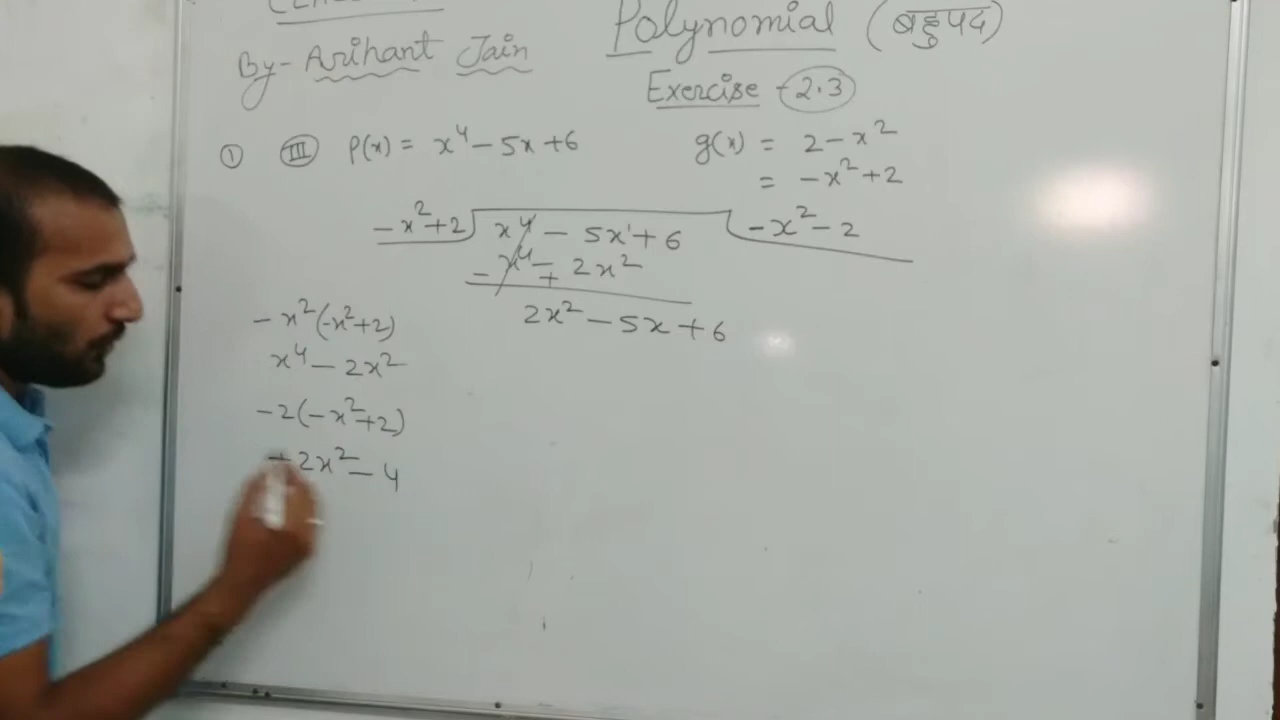 Polynomial (बहुपद)
By- Arihant Jain
Exercise - 2.3
① III P(x) = x⁴ - 5x + 6 g(x) = 2 - x²
= -x² + 2
-x²+2 ) x⁴ - 5x + 6 ( -x² - 2
- x⁴ - + 2x²
2x² - 5x + 6
-x²(-x²+2)
x⁴ - 2x²
-2(-x²+2)
+2x² - 4